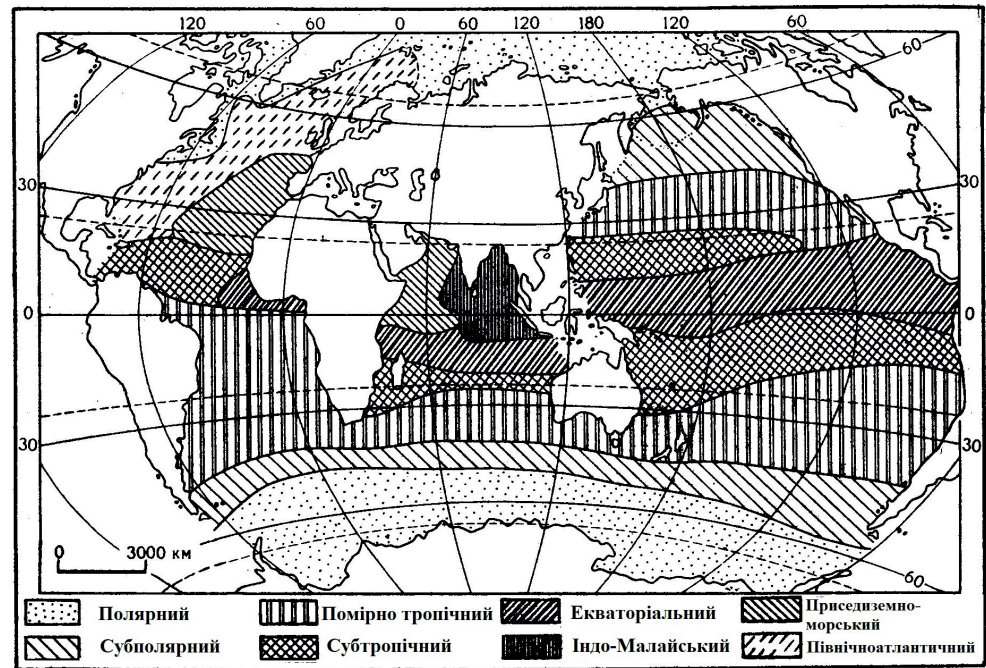 120 60 0 60 120 180 120 60
60
30 30
0 0
30 30
0 3000 км
60
Полярний Помірно тропічний Екваторіальний Приседиземно-
морський
Субполярний Субтропічний Індо-Малайський Північноатлантичний